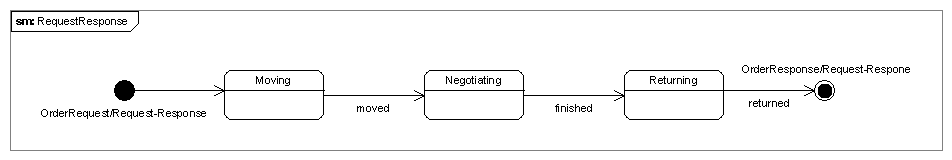 sm: RequestResponse
OrderResponse/Request-Respone
Moving
Negotiating
Returning
moved
finished
returned
OrderRequest/Request-Response